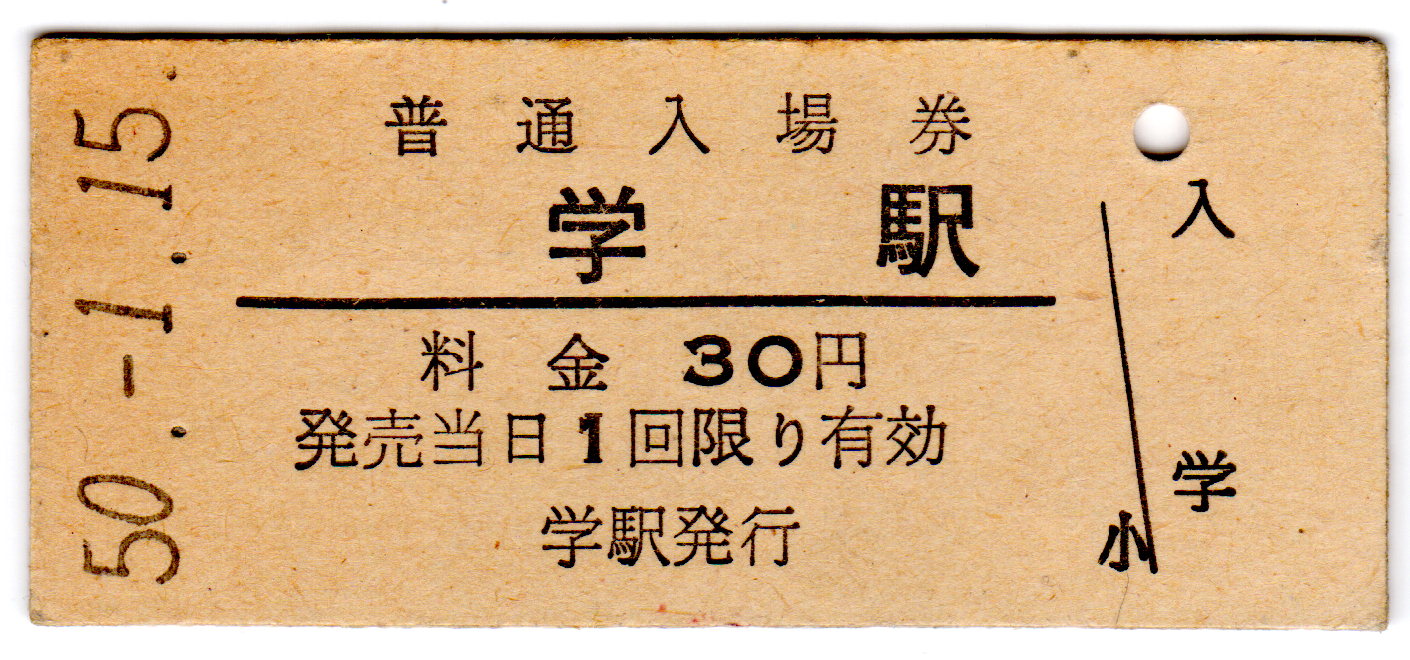 50.-1.15.
普通入場券
学駅
料金 30円
発売当日1回限り有効
学駅発行
入
学
小